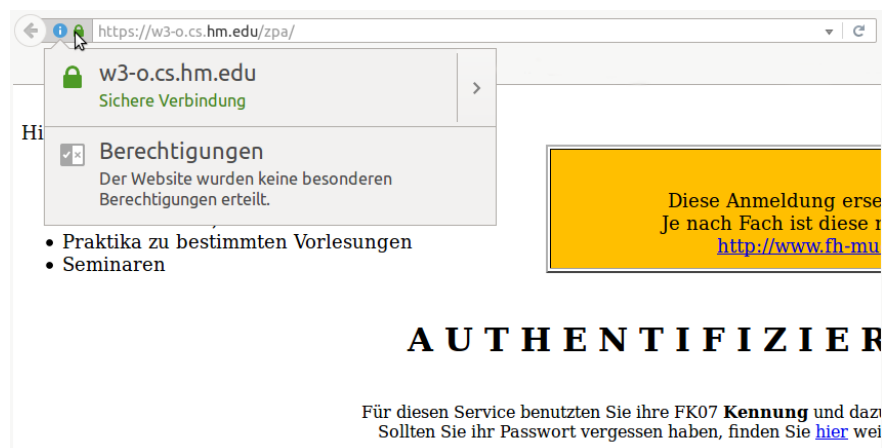 https://w3-o.cs.hm.edu/zpa/
w3-o.cs.hm.edu
Sichere Verbindung
Hi
Berechtigungen
Der Website wurden keine besonderen
Berechtigungen erteilt.
• Praktika zu bestimmten Vorlesungen
• Seminaren
Diese Anmeldung erse
Je nach Fach ist diese
http://www.fh-mu
A U T H E N T I F I Z I E R
Für diesen Service benutzten Sie ihre FK07 Kennung und dazu
Sollten Sie ihr Passwort vergessen haben, finden Sie hier wei